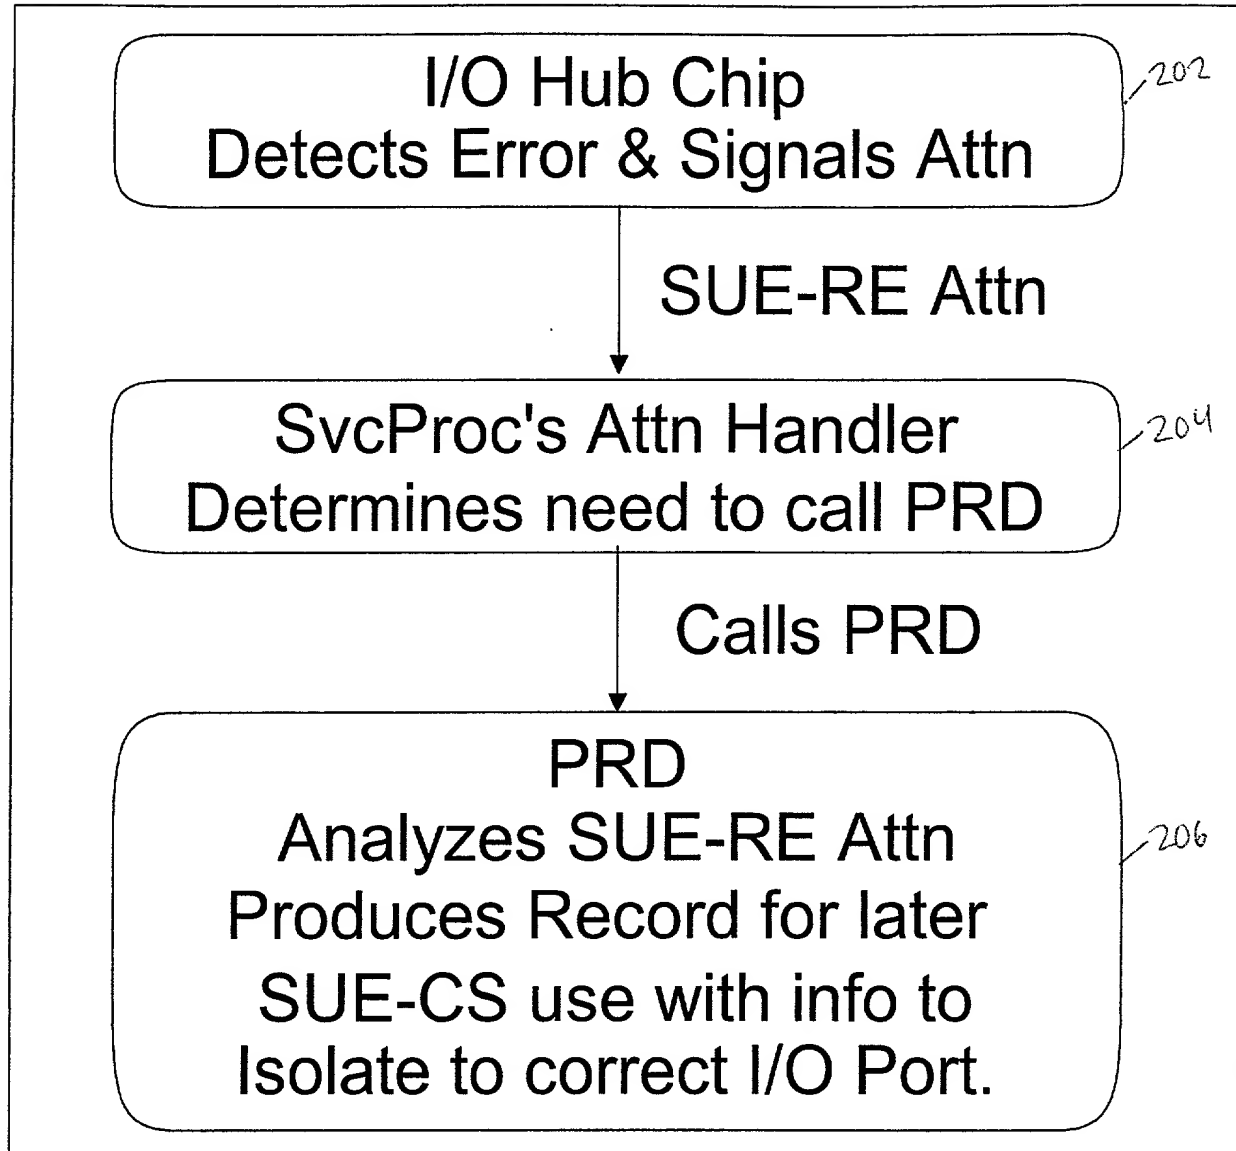 I/O Hub Chip
Detects Error & Signals Attn
202
SUE-RE Attn
SvcProc's Attn Handler
Determines need to call PRD
204
Calls PRD
PRD
Analyzes SUE-RE Attn
Produces Record for later
SUE-CS use with info to
Isolate to correct I/O Port.
206